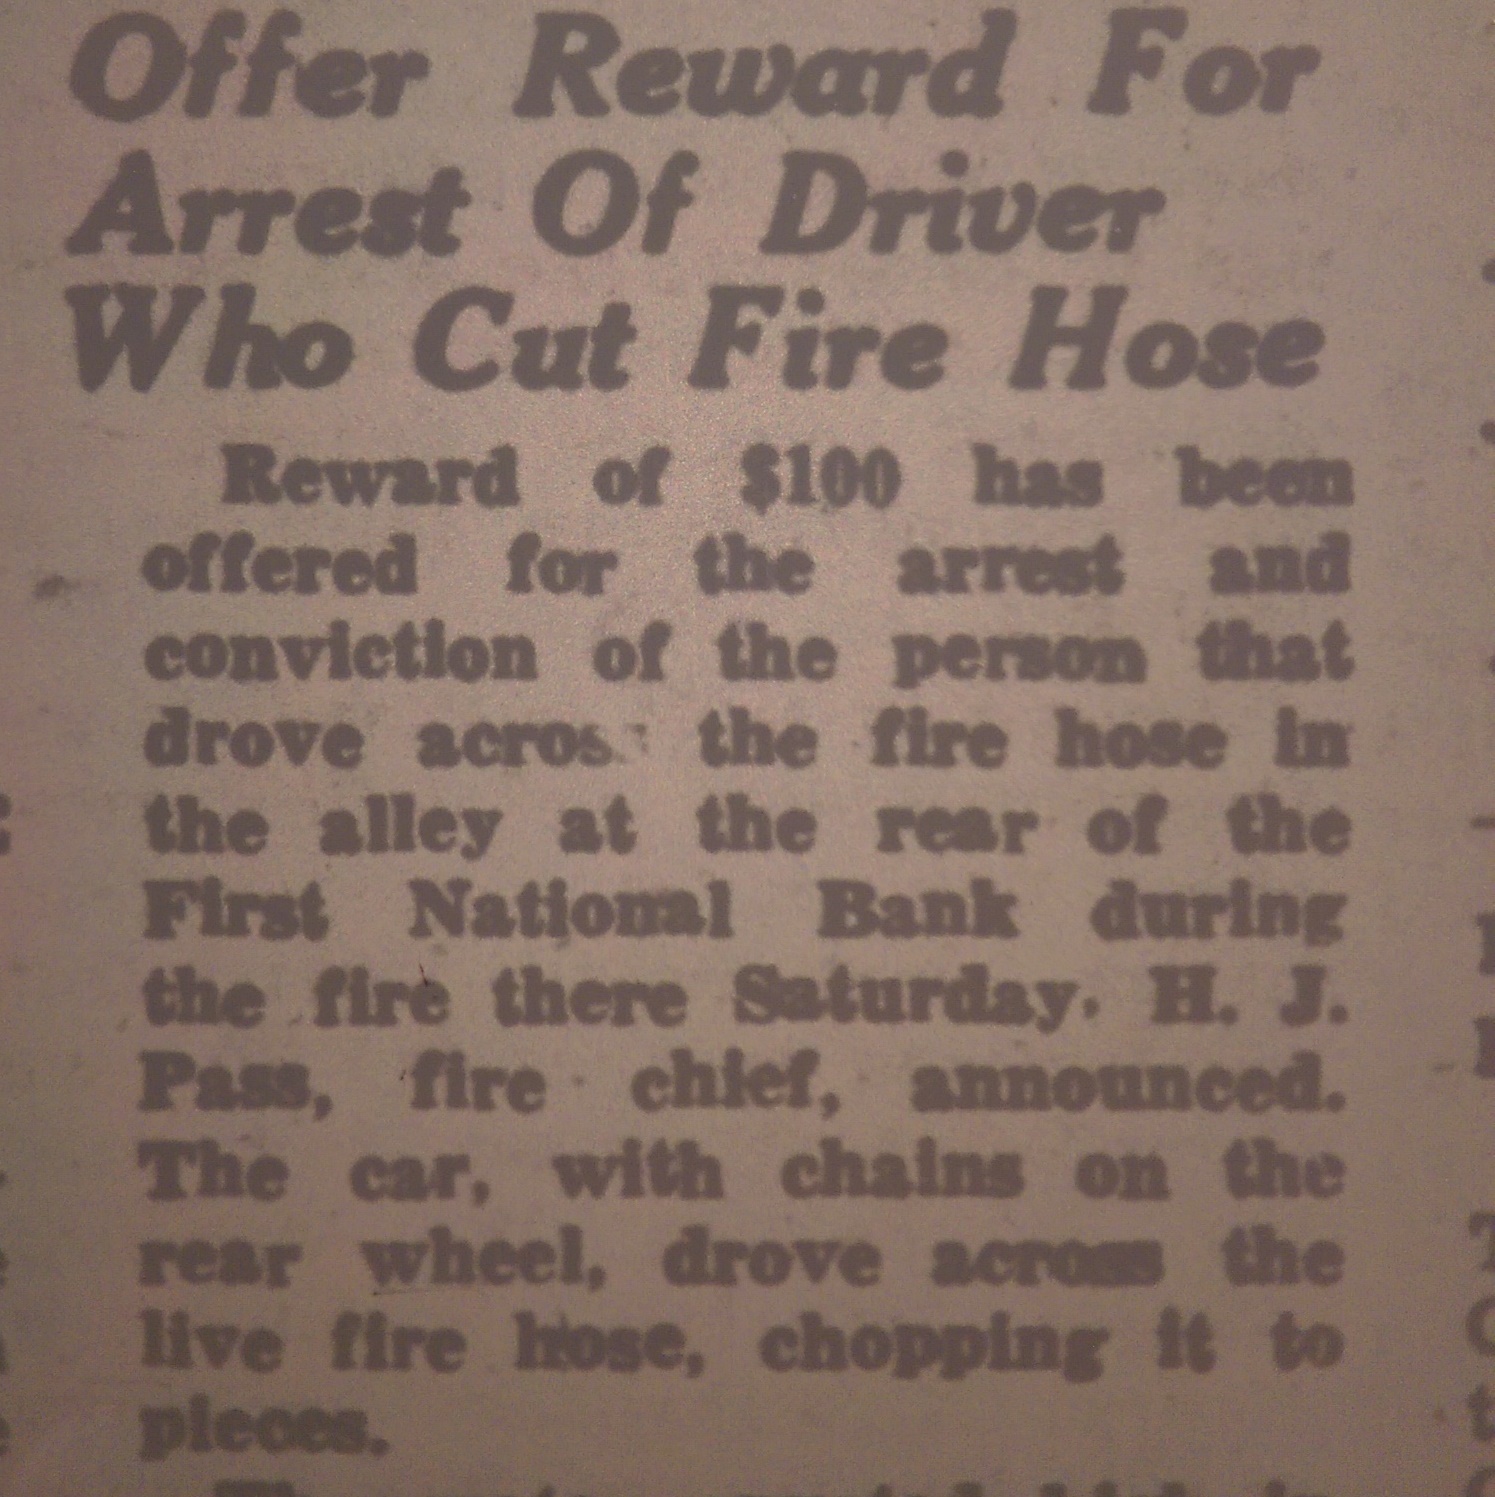 Offer Reward For
Arrest Of Driver
Who Cut Fire Hose
Reward of $100 has been
offered for the arrest and
conviction of the person that
drove across the fire hose in
the alley at the rear of the
First National Bank during
the fire there Saturday, H. J.
Pass, fire chief, announced.
The car, with chains on the
rear wheel, drove across the
live fire hose, chopping it to
pieces.